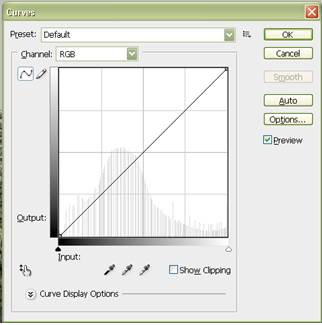 Curves
Preset: Default OK
Channel: RGB Cancel
Smooth
Auto
Options...
Preview
Output:
Input:
Show Clipping
Curve Display Options